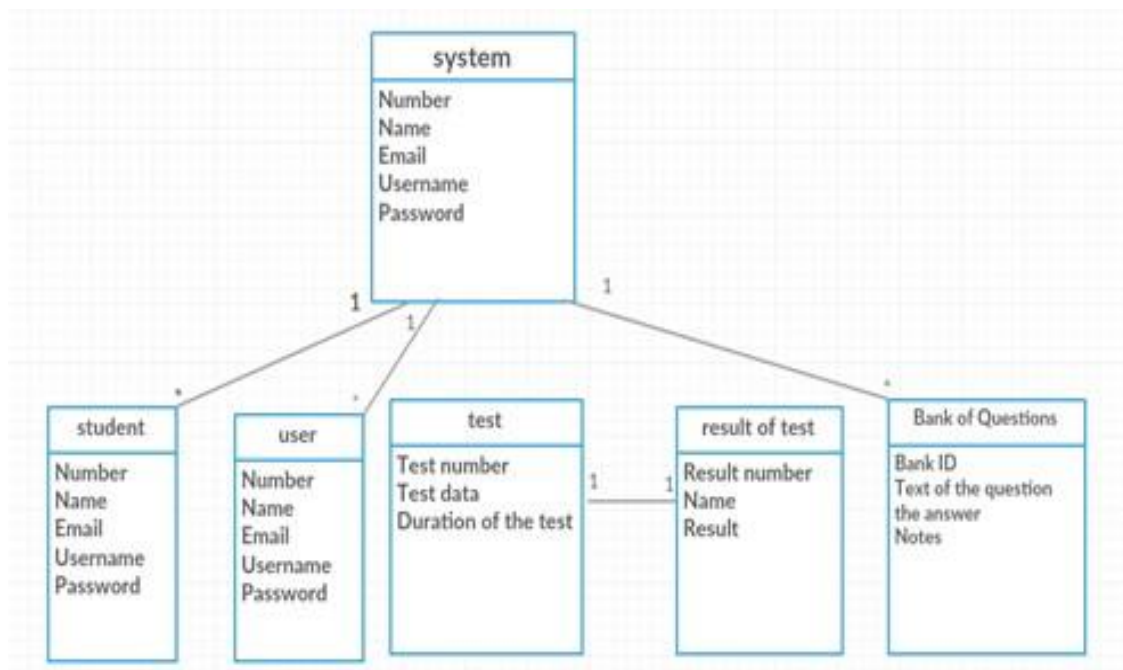 system
Number
Name
Email
Username
Password
1
1
1
*
*
*
student
Number
Name
Email
Username
Password
user
Number
Name
Email
Username
Password
test
Test number
Test data
Duration of the test
1
1
result of test
Result number
Name
Result
Bank of Questions
Bank ID
Text of the question
the answer
Notes